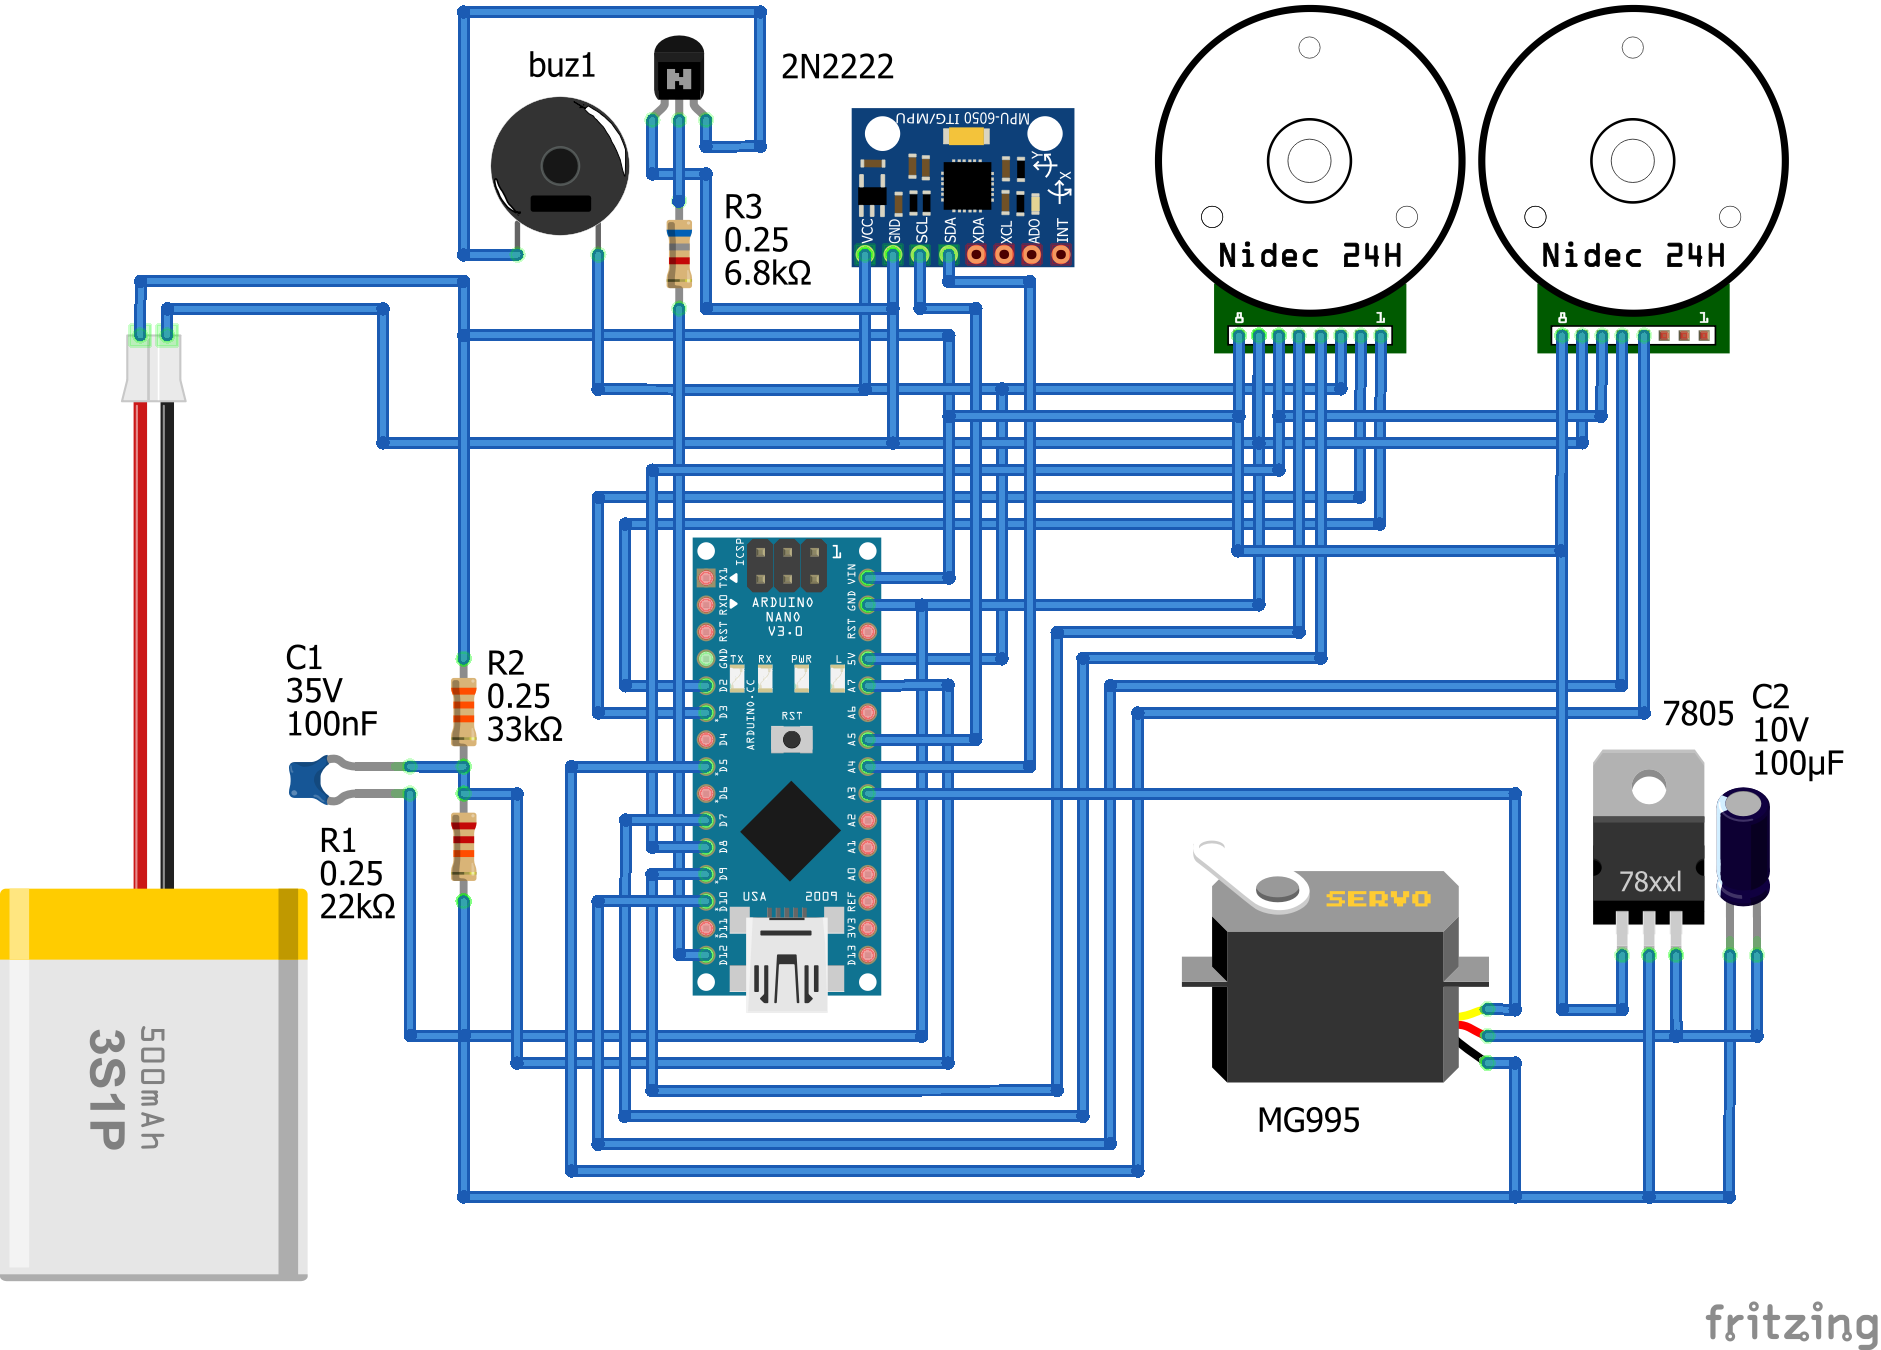 buz1
2N2222
MPU-6050 ITG/MPU
Y
X
VCC
GND
SCL
SDA
XDA
XCL
ADO
INT
R3
0.25
6.8kΩ
Nidec 24H
8
1
Nidec 24H
8
1
ICSP
1
ARDUINO
NANO
V3.0
TX1
RX0
RST
GND
D2
D3
D4
D5
D6
D7
D8
D9
D10
D11
D12
VIN
GND
RST
5V
A7
A6
A5
A4
A3
A2
A1
A0
REF
3V3
D13
TX
RX
PWR
L
RST
ARDUINO.CC
USA
2009
C1
35V
100nF
R2
0.25
33kΩ
R1
0.25
22kΩ
500mAh
3S1P
7805
C2
10V
100µF
78xxl
SERVO
MG995
fritzing